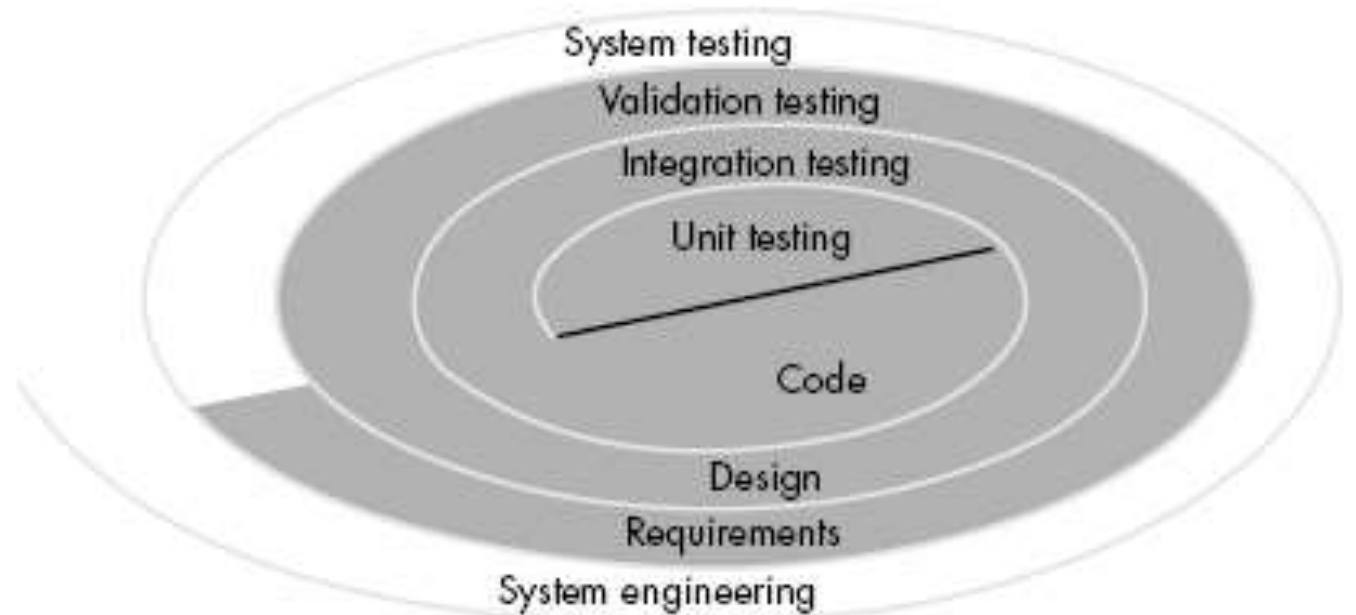 System testing
Validation testing
Integration testing
Unit testing
Code
Design
Requirements
System engineering